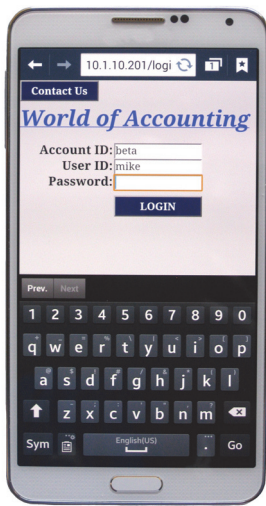 10.1.10.201/logi
1
Contact Us
World of Accounting
Account ID: beta
User ID: mike
Password:
LOGIN
Prev. Next
1 2 3 4 5 6 7 8 9 0
q w e r t y u i o p
a s d f g h j k l
z x c v b n m
Sym English(US) . Go